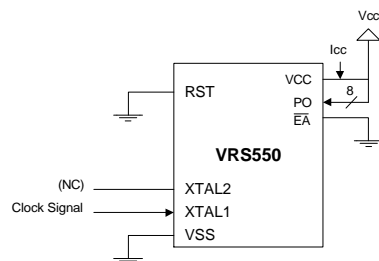 Vcc
Icc
VCC
RST
8
PO
EA
VRS550
(NC)
XTAL2
Clock Signal
XTAL1
VSS